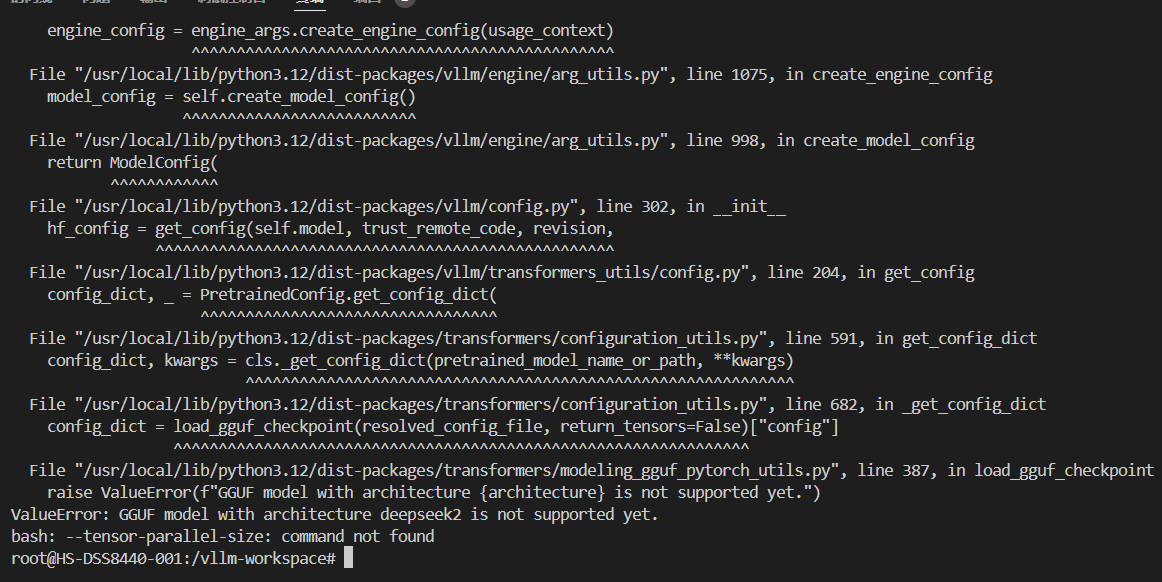 engine_config = engine_args.create_engine_config(usage_context)
^^^^^^^^^^^^^^^^^^^^^^^^^^^^^^^^^^^^^^^^^^^^^^^
File "/usr/local/lib/python3.12/dist-packages/vllm/engine/arg_utils.py", line 1075, in create_engine_config
model_config = self.create_model_config()
^^^^^^^^^^^^^^^^^^^^^^^^^^
File "/usr/local/lib/python3.12/dist-packages/vllm/engine/arg_utils.py", line 998, in create_model_config
return ModelConfig(
^^^^^^^^^^^^
File "/usr/local/lib/python3.12/dist-packages/vllm/config.py", line 302, in __init__
hf_config = get_config(self.model, trust_remote_code, revision,
^^^^^^^^^^^^^^^^^^^^^^^^^^^^^^^^^^^^^^^^^^^^^^^^^^^
File "/usr/local/lib/python3.12/dist-packages/vllm/transformers_utils/config.py", line 204, in get_config
config_dict, _ = PretrainedConfig.get_config_dict(
^^^^^^^^^^^^^^^^^^^^^^^^^^^^^^^^^
File "/usr/local/lib/python3.12/dist-packages/transformers/configuration_utils.py", line 591, in get_config_dict
config_dict, kwargs = cls._get_config_dict(pretrained_model_name_or_path, **kwargs)
^^^^^^^^^^^^^^^^^^^^^^^^^^^^^^^^^^^^^^^^^^^^^^^^^^^^^^^^^^^^^
File "/usr/local/lib/python3.12/dist-packages/transformers/configuration_utils.py", line 682, in _get_config_dict
config_dict = load_gguf_checkpoint(resolved_config_file, return_tensors=False)["config"]
^^^^^^^^^^^^^^^^^^^^^^^^^^^^^^^^^^^^^^^^^^^^^^^^^^^^^^^^^^^^^^^^
File "/usr/local/lib/python3.12/dist-packages/transformers/modeling_gguf_pytorch_utils.py", line 387, in load_gguf_checkpoint
raise ValueError(f"GGUF model with architecture {architecture} is not supported yet.")
ValueError: GGUF model with architecture deepseek2 is not supported yet.
bash: --tensor-parallel-size: command not found
root@HS-DSS8440-001:/vllm-workspace#